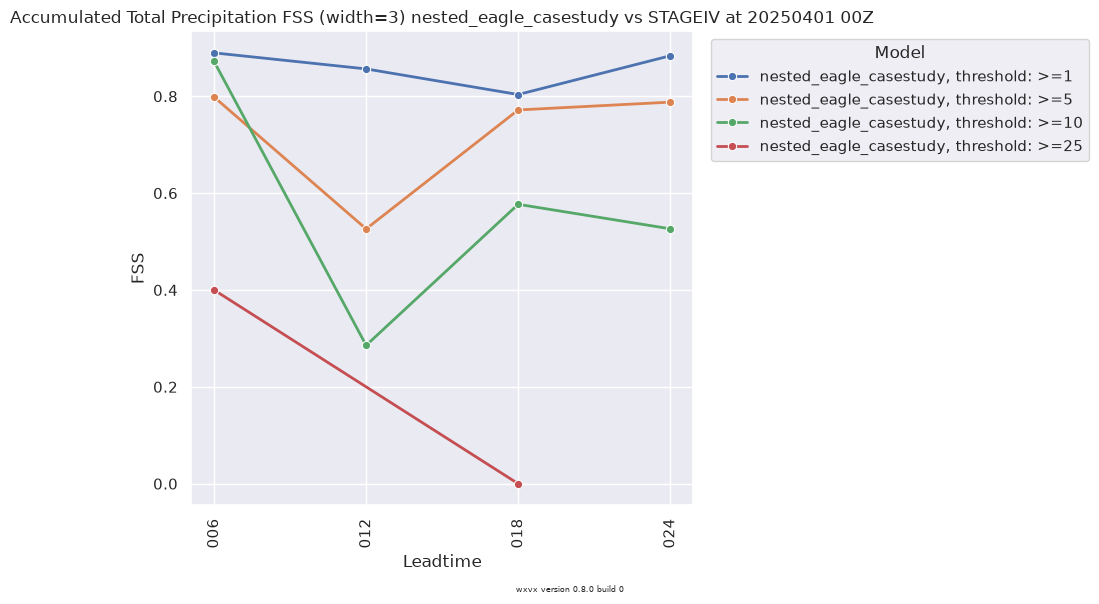 Accumulated Total Precipitation FSS (width=3) nested_eagle_casestudy vs STAGEIV at 20250401 00Z
Model
nested_eagle_casestudy, threshold: >=1
nested_eagle_casestudy, threshold: >=5
nested_eagle_casestudy, threshold: >=10
nested_eagle_casestudy, threshold: >=25
0.8
0.6
0.4
0.2
0.0
FSS
006
012
018
024
Leadtime
wxvx version 0.8.0 build 0